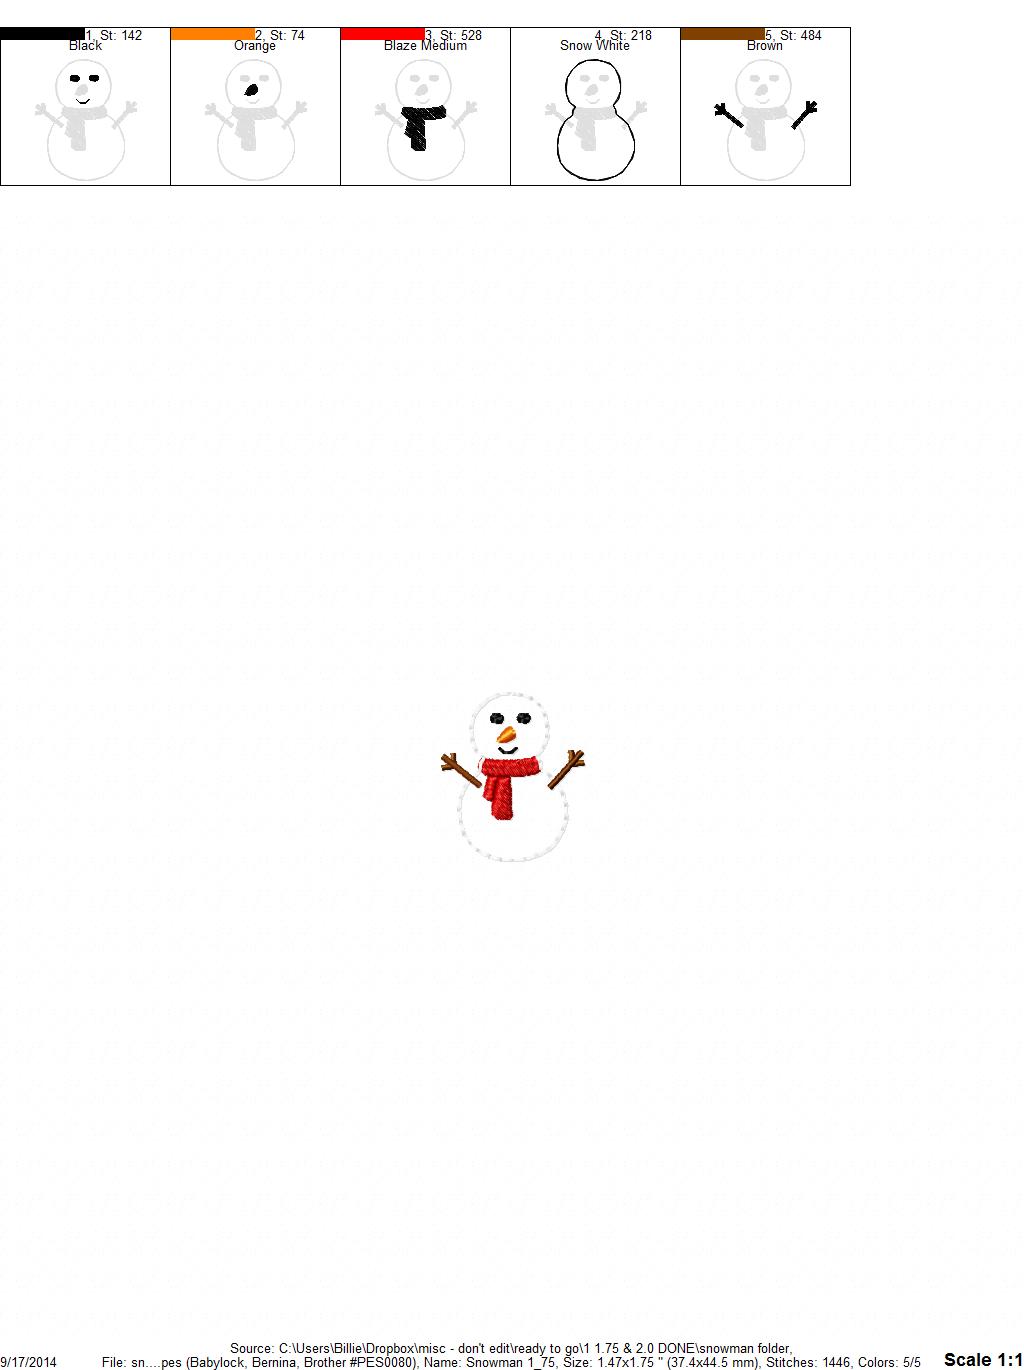 1, St: 142
Black
2, St: 74
Orange
3, St: 528
Blaze Medium
4, St: 218
Snow White
5, St: 484
Brown
Source: C:\Users\Billie\Dropbox\misc - don't edit\ready to go\1 1.75 & 2.0 DONE\snowman folder,
9/17/2014 File: sn....pes (Babylock, Bernina, Brother #PES0080), Name: Snowman 1_75, Size: 1.47x1.75 " (37.4x44.5 mm), Stitches: 1446, Colors: 5/5 Scale 1:1